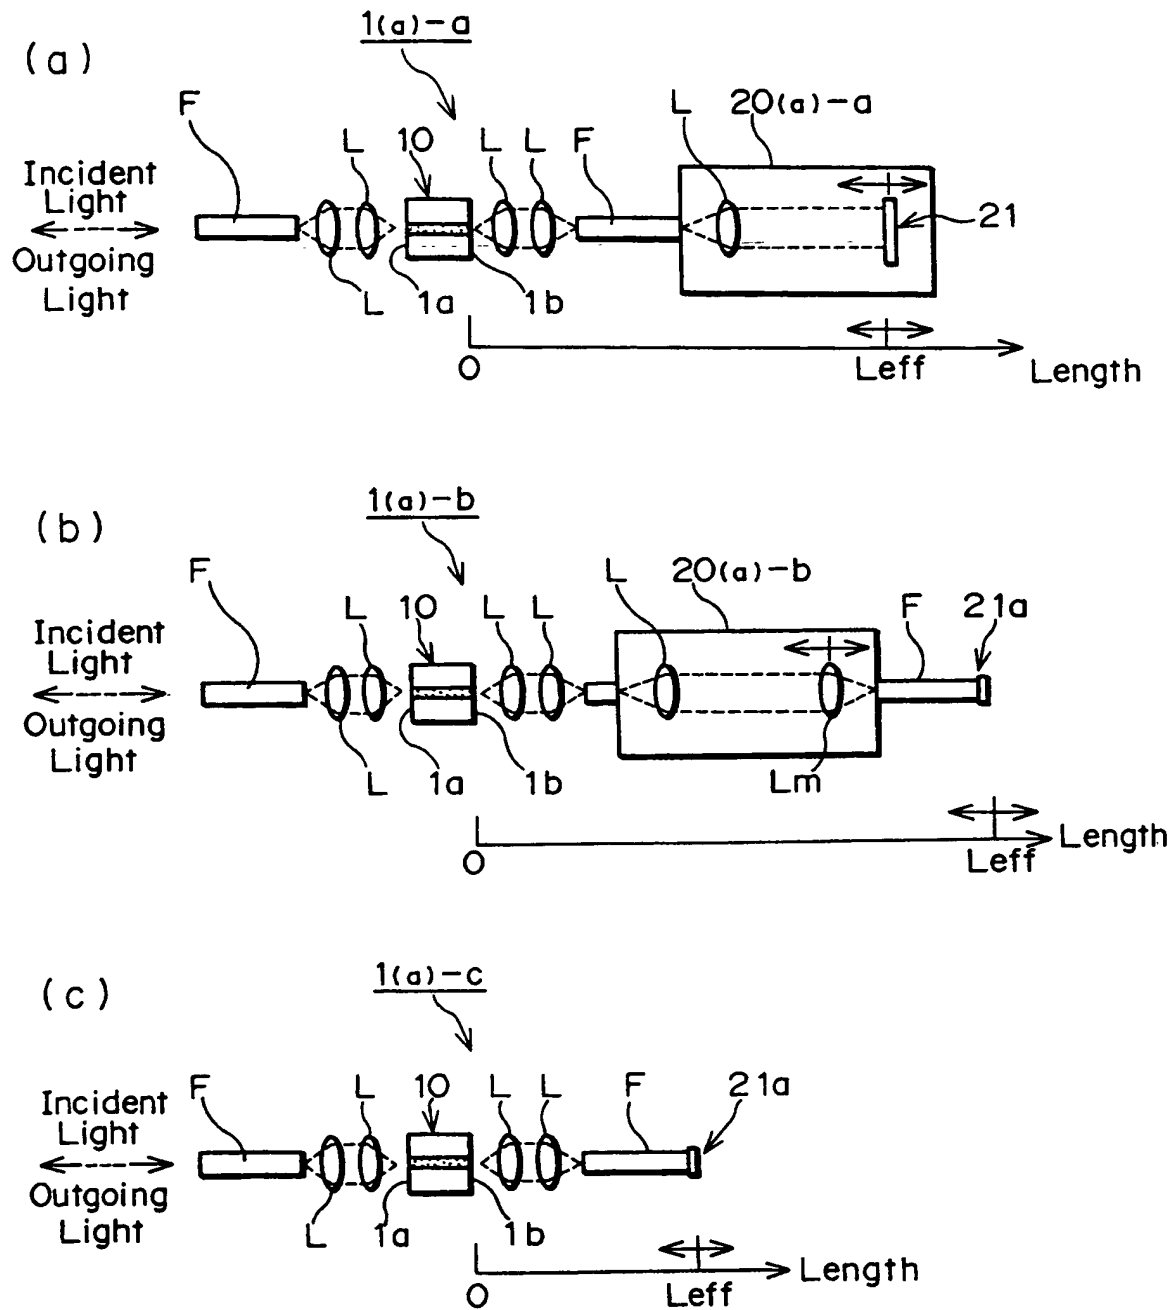 (a)
1(a)-a
F
L
10
L
L
F
L
20(a)-a
Incident
Light
Outgoing
Light
21
L
1a
1b
O
Leff
Length
(b)
1(a)-b
F
L
10
L
L
L
20(a)-b
F
21a
Incident
Light
Outgoing
Light
L
1a
1b
Lm
O
Leff
Length
(c)
1(a)-c
F
L
10
L
L
F
21a
Incident
Light
Outgoing
Light
L
1a
1b
O
Leff
Length